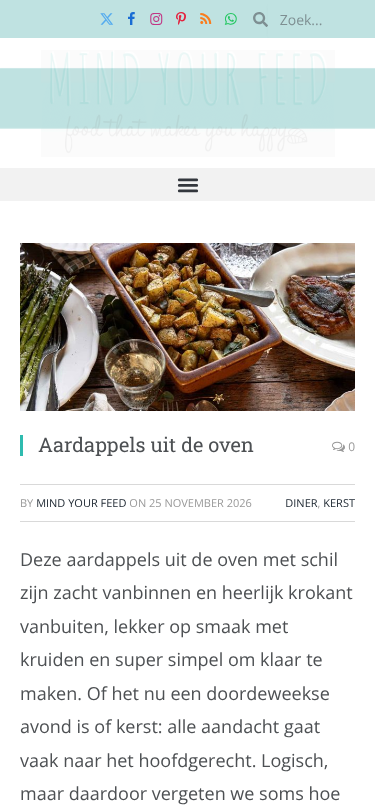 Zoek...
MIND YOUR FEED
food that makes you happy
Aardappels uit de oven
0
BY MIND YOUR FEED ON 25 NOVEMBER 2026
DINER, KERST
Deze aardappels uit de oven met schil
zijn zacht vanbinnen en heerlijk krokant
vanbuiten, lekker op smaak met
kruiden en super simpel om klaar te
maken. Of het nu een doordeweekse
avond is of kerst: alle aandacht gaat
vaak naar het hoofdgerecht. Logisch,
maar daardoor vergeten we soms hoe